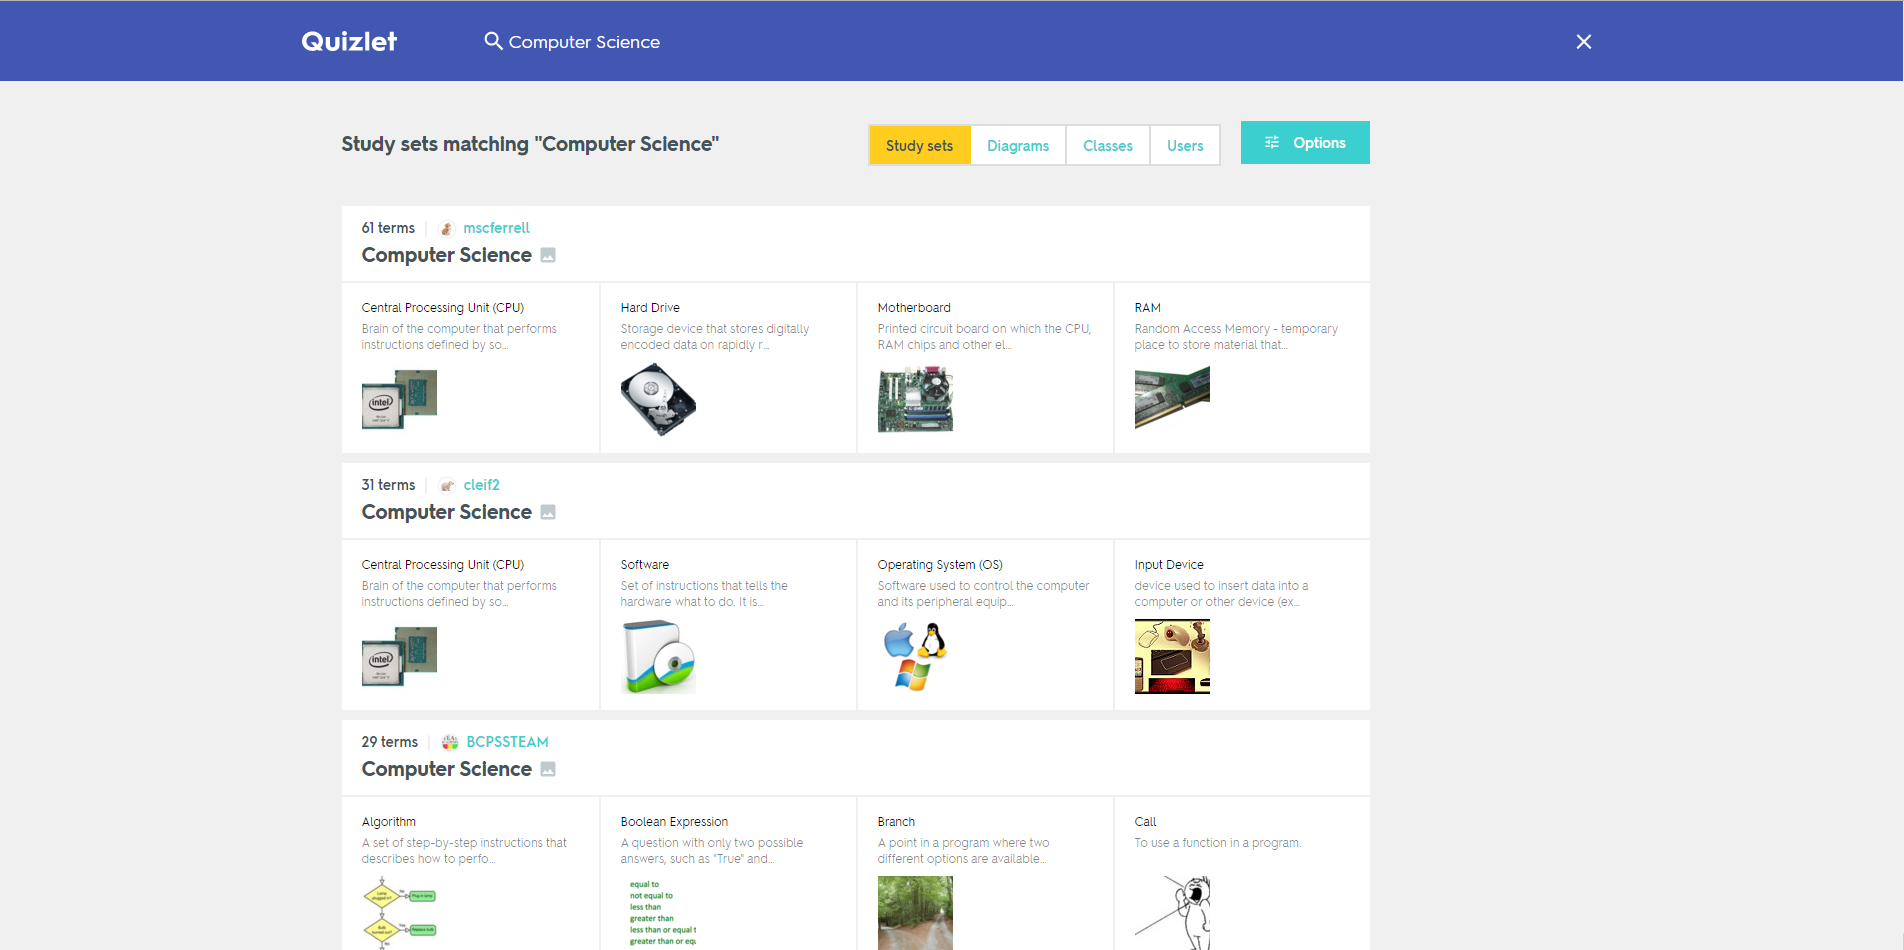 Quizlet
Computer Science
Study sets matching "Computer Science"
Study sets
Diagrams
Classes
Users
Options
61 terms
mscferrell
Computer Science
Central Processing Unit (CPU)
Brain of the computer that performs
instructions defined by so...
intel
Hard Drive
Storage device that stores digitally
encoded data on rapidly r...
Motherboard
Printed circuit board on which the CPU,
RAM chips and other el...
RAM
Random Access Memory - temporary
place to store material that...
31 terms
cleif2
Computer Science
Central Processing Unit (CPU)
Brain of the computer that performs
instructions defined by so...
intel
Software
Set of instructions that tells the
hardware what to do. It is...
Operating System (OS)
Software used to control the computer
and its peripheral equip...
Input Device
device used to insert data into a
computer or other device (ex...
29 terms
BCPSSTEAM
Computer Science
Algorithm
A set of step-by-step instructions that
describes how to perfo...
Boolean Expression
A question with only two possible
answers, such as "True" and...
equal to
not equal to
less than
greater than
less than or equal t
greater than or equ
Branch
A point in a program where two
different options are available...
Call
To use a function in a program.